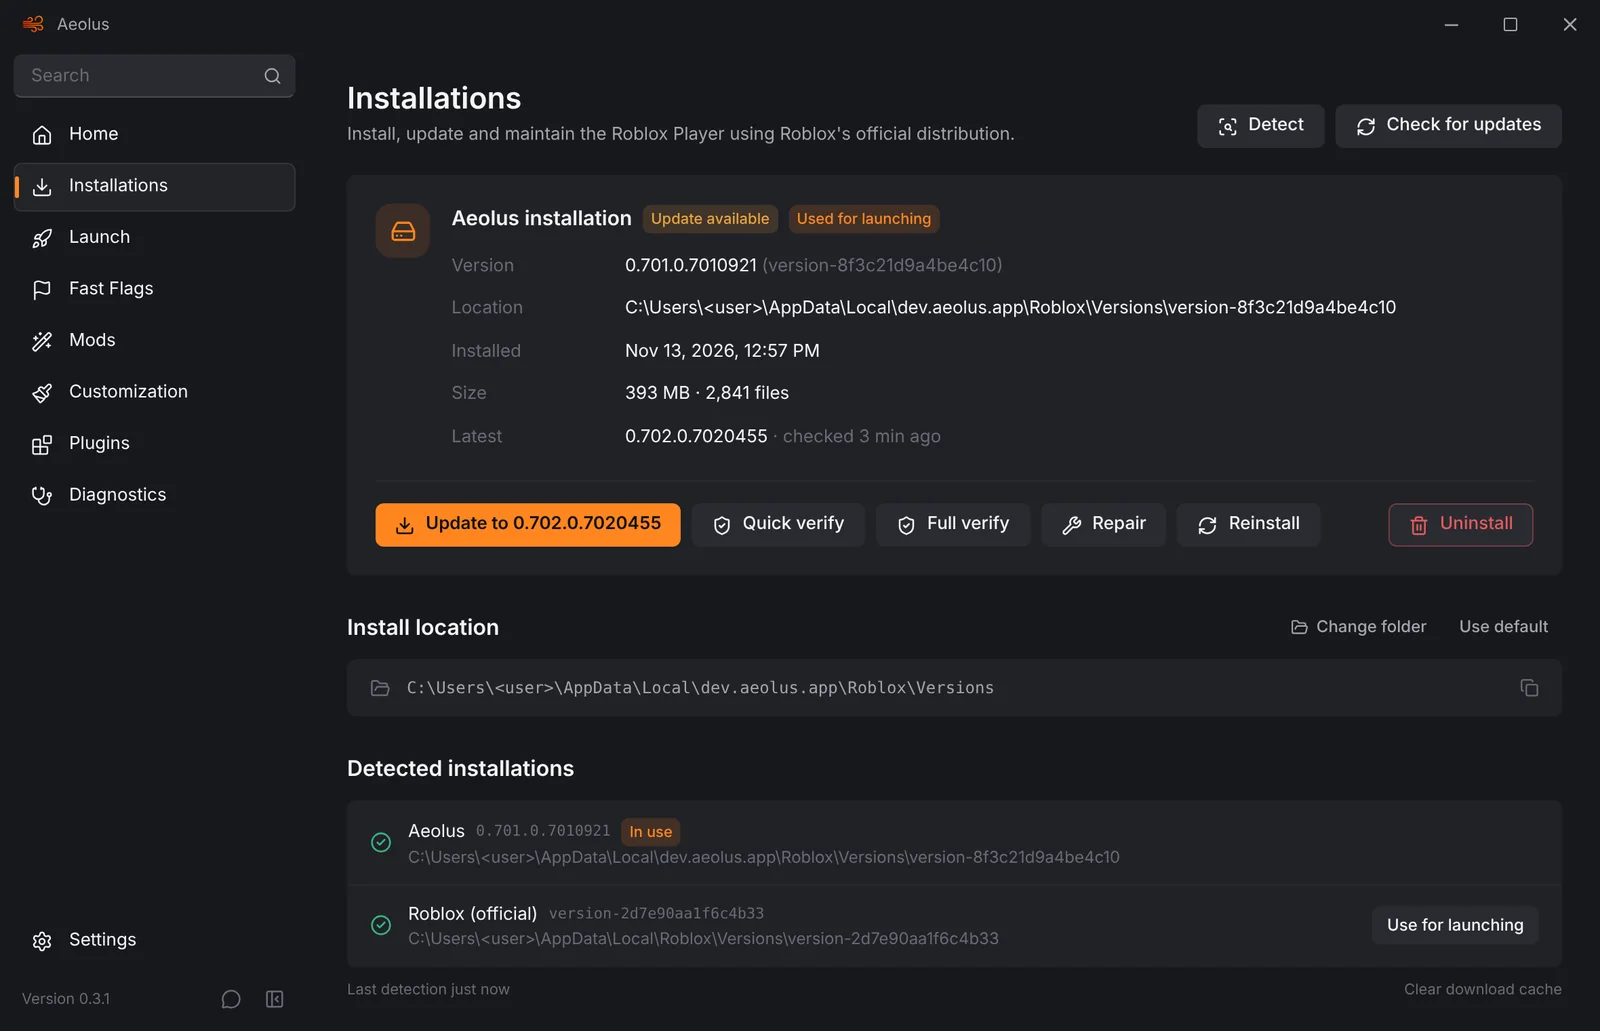 Aeolus
Search
Home
Installations
Launch
Fast Flags
Mods
Customization
Plugins
Diagnostics
Settings
Version 0.3.1
Installations
Install, update and maintain the Roblox Player using Roblox's official distribution.
Detect
Check for updates
Aeolus installation Update available Used for launching
Version 0.701.0.7010921 (version-8f3c21d9a4be4c10)
Location C:\Users\<user>\AppData\Local\dev.aeolus.app\Roblox\Versions\version-8f3c21d9a4be4c10
Installed Nov 13, 2026, 12:57 PM
Size 393 MB · 2,841 files
Latest 0.702.0.7020455 · checked 3 min ago
Update to 0.702.0.7020455 Quick verify Full verify Repair Reinstall Uninstall
Install location Change folder Use default
C:\Users\<user>\AppData\Local\dev.aeolus.app\Roblox\Versions
Detected installations
Aeolus 0.701.0.7010921 In use
C:\Users\<user>\AppData\Local\dev.aeolus.app\Roblox\Versions\version-8f3c21d9a4be4c10
Roblox (official) version-2d7e90aa1f6c4b33
C:\Users\<user>\AppData\Local\Roblox\Versions\version-2d7e90aa1f6c4b33
Use for launching
Last detection just now Clear download cache